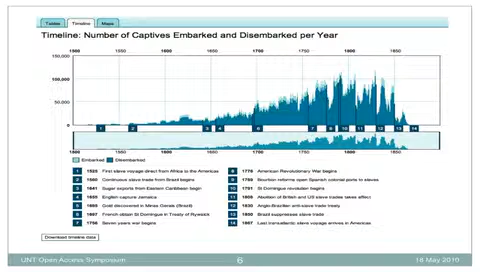 Tables Timeline Maps
Timeline: Number of Captives Embarked and Disembarked per Year
1500 1550 1600 1650 1700 1750 1800 1850
150,000
100,000
50,000
0
1 2 3 4 6 7 8 9 10 11 12 13 14
1500 1550 1600 1650 1700 1750 1800 1850
Embarked Disembarked
1 1525 First slave voyage direct from Africa to the Americas
2 1560 Continuous slave trade from Brazil begins
3 1641 Sugar exports from Eastern Caribbean begin
4 1655 English capture Jamaica
5 1695 Gold discovered in Minas Gerais (Brazil)
6 1697 French obtain St Domingue in Treaty of Ryswick
7 1756 Seven years war begins
8 1776 American Revolutionary War begins
9 1789 Bourbon reforms open Spanish colonial ports to slaves
10 1791 St Domingue revolution begins
11 1808 Abolition of British and US slave trades takes effect
12 1830 Anglo-Brazilian anti-slave trade treaty
13 1850 Brazil suppresses slave trade
14 1867 Last transatlantic slave voyage arrives in Americas
Download timeline data
UNT Open Access Symposium 6 18 May 2010